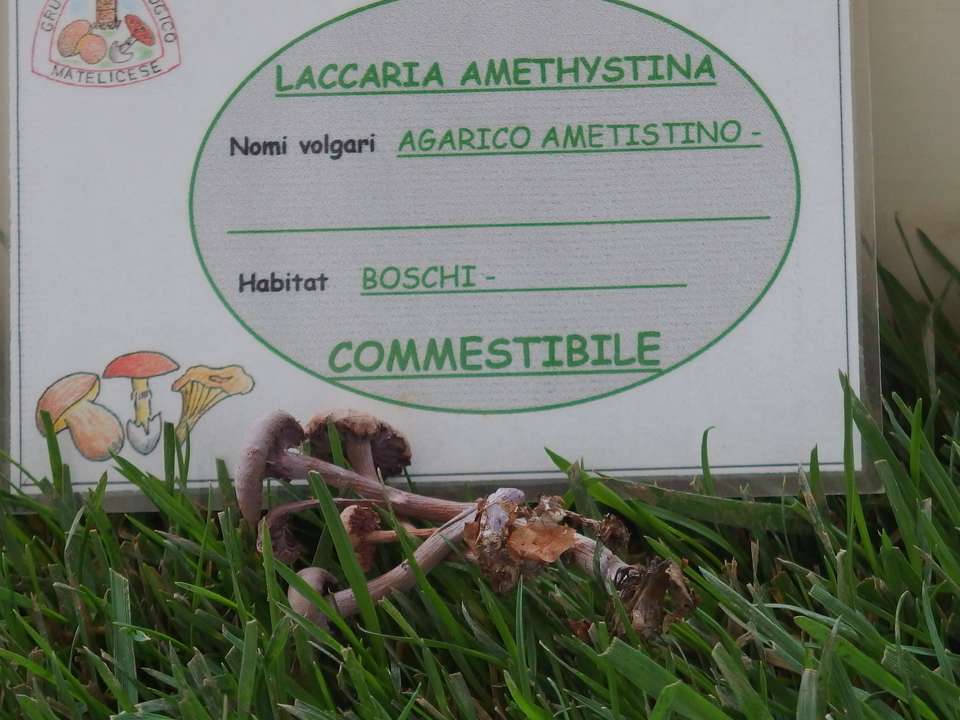 MATELICESE
LACCARIA AMETHYSTINA
Nomi volgari AGARICO AMETISTINO -
Habitat BOSCHI -
COMMESTIBILE